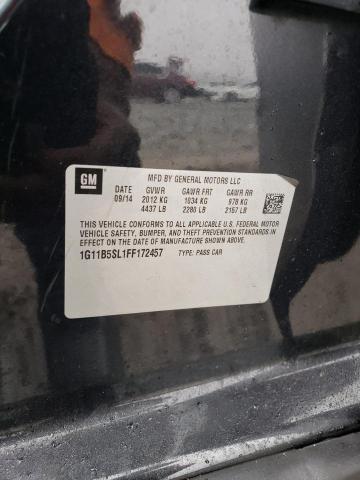 GM
MFD BY GENERAL MOTORS LLC
DATE GVWR GAWR FRT GAWR RR
09/14 2012 KG 1034 KG 978 KG
4437 LB 2280 LB 2157 LB
THIS VEHICLE CONFORMS TO ALL APPLICABLE U.S. FEDERAL MOTOR
VEHICLE SAFETY, BUMPER, AND THEFT PREVENTION STANDARDS IN
EFFECT ON THE DATE OF MANUFACTURE SHOWN ABOVE.
1G11B5SL1FF172457 TYPE: PASS CAR